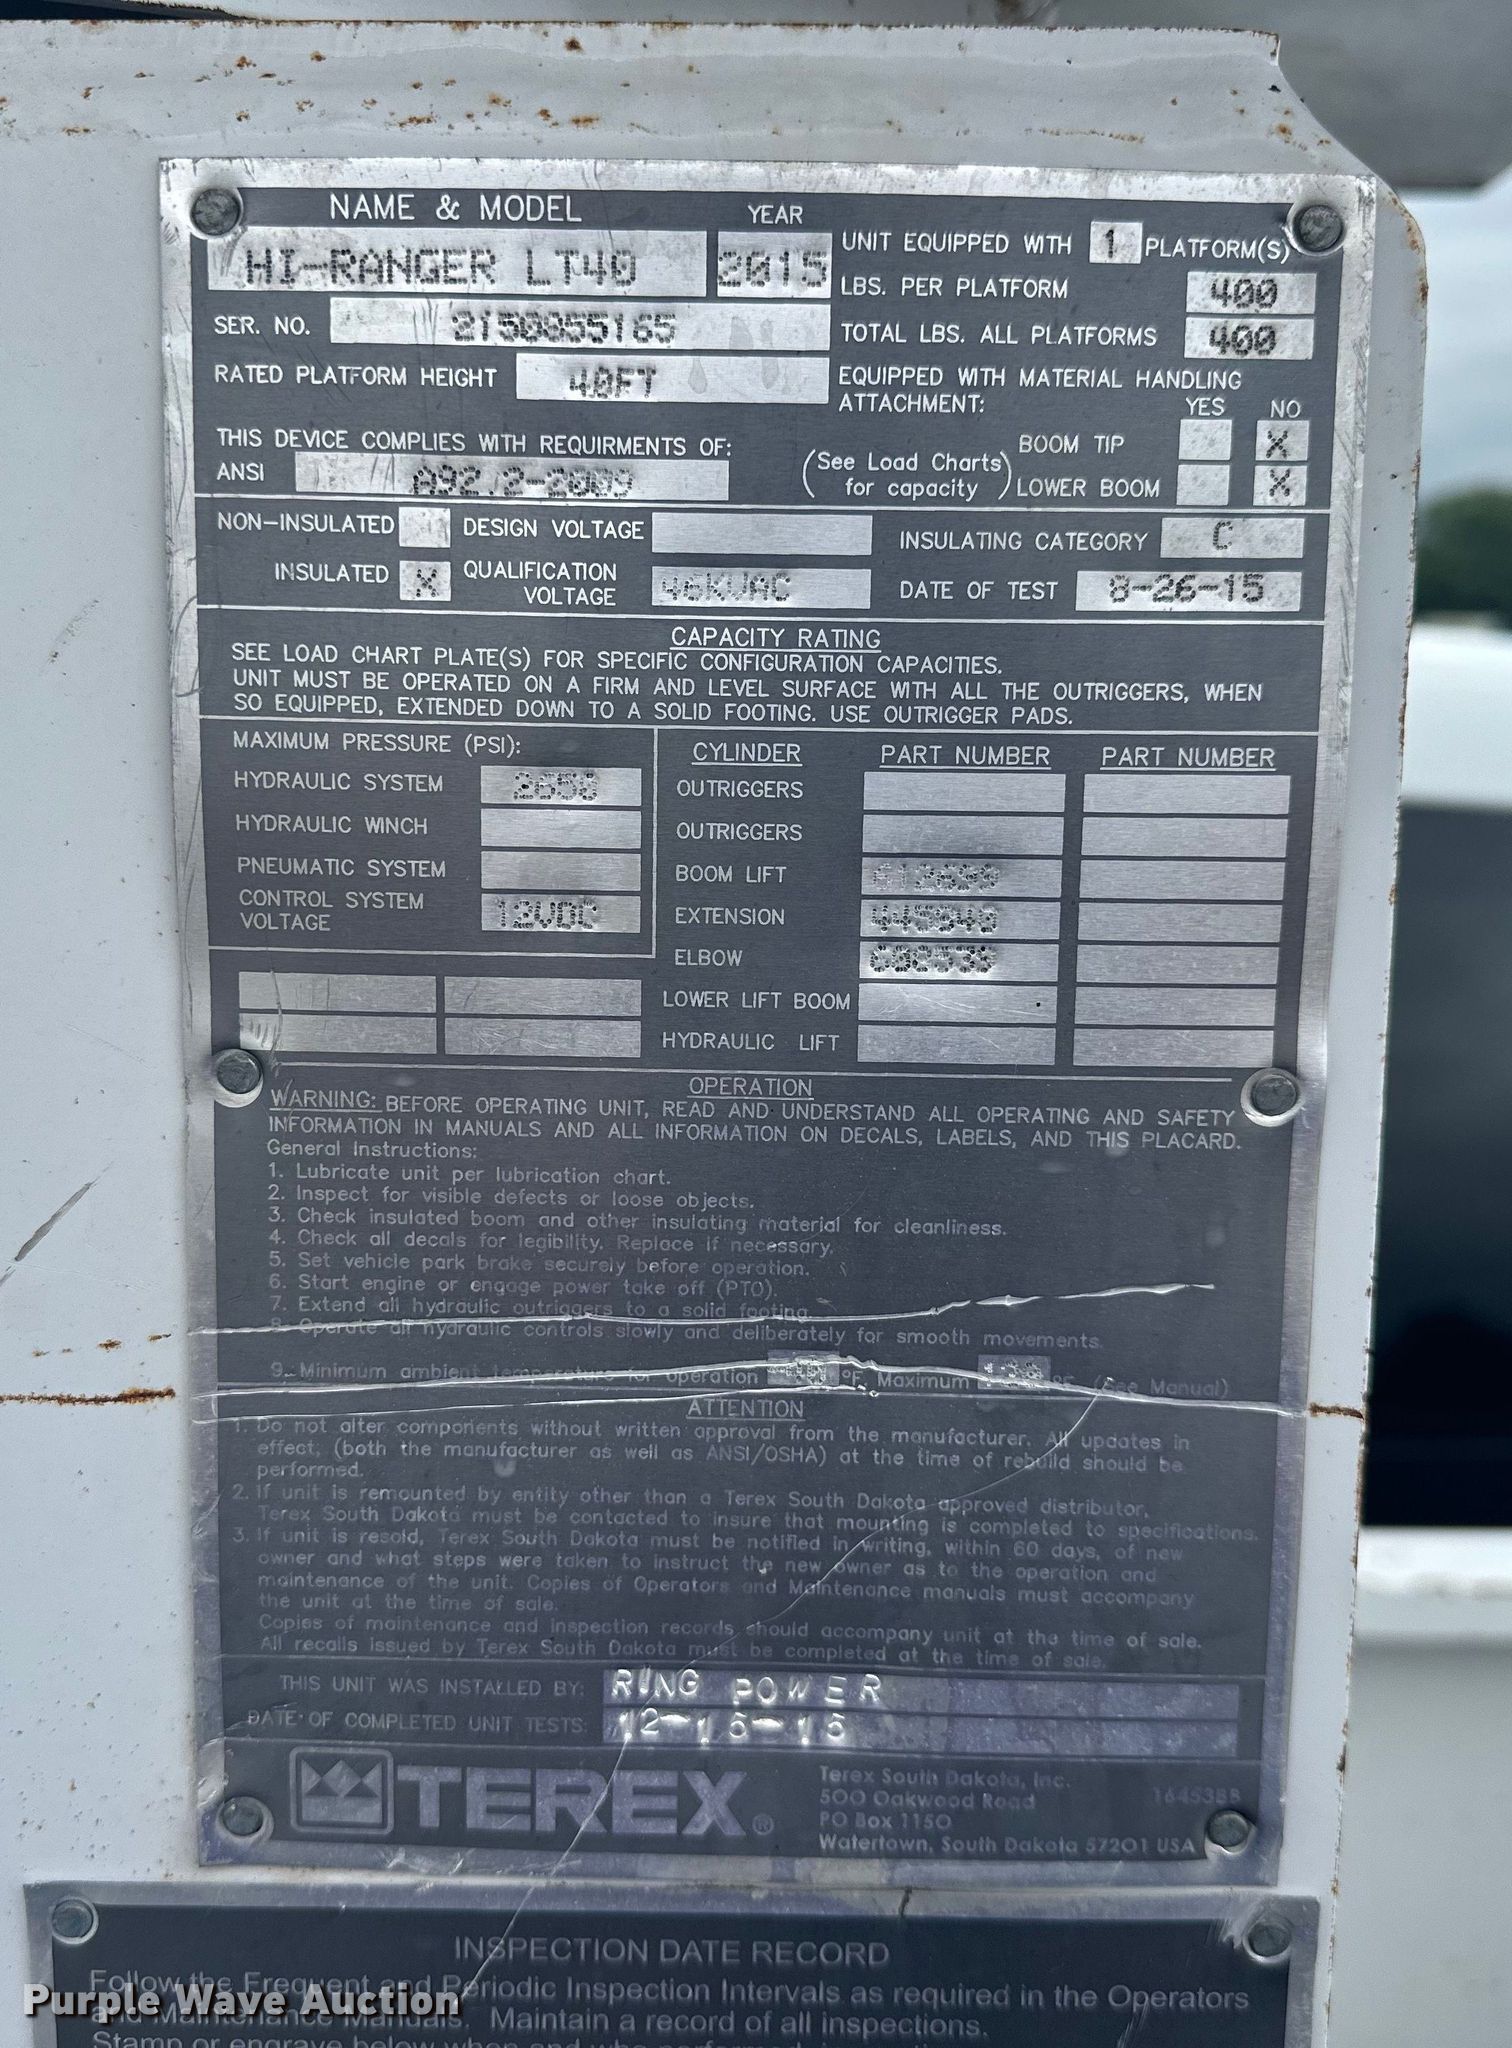 NAME & MODEL
YEAR
HI-RANGER LT40
2015
UNIT EQUIPPED WITH 1 PLATFORM(S)
LBS. PER PLATFORM 400
SER. NO. 2150855165
TOTAL LBS. ALL PLATFORMS 400
RATED PLATFORM HEIGHT 40FT
EQUIPPED WITH MATERIAL HANDLING
ATTACHMENT:
YES NO
THIS DEVICE COMPLIES WITH REQUIRMENTS OF:
ANSI A92.2-2009
(See Load Charts
for capacity)
BOOM TIP X
LOWER BOOM X
NON-INSULATED
DESIGN VOLTAGE
INSULATING CATEGORY C
INSULATED X
QUALIFICATION
VOLTAGE 46KVAC
DATE OF TEST 8-26-15
CAPACITY RATING
SEE LOAD CHART PLATE(S) FOR SPECIFIC CONFIGURATION CAPACITIES.
UNIT MUST BE OPERATED ON A FIRM AND LEVEL SURFACE WITH ALL THE OUTRIGGERS, WHEN
SO EQUIPPED, EXTENDED DOWN TO A SOLID FOOTING. USE OUTRIGGER PADS.
MAXIMUM PRESSURE (PSI):
HYDRAULIC SYSTEM 2650
HYDRAULIC WINCH
PNEUMATIC SYSTEM
CONTROL SYSTEM
VOLTAGE 12VDC
CYLINDER PART NUMBER PART NUMBER
OUTRIGGERS
OUTRIGGERS
BOOM LIFT
EXTENSION
ELBOW
LOWER LIFT BOOM
HYDRAULIC LIFT
OPERATION
WARNING: BEFORE OPERATING UNIT, READ AND UNDERSTAND ALL OPERATING AND SAFETY
INFORMATION IN MANUALS AND ALL INFORMATION ON DECALS, LABELS, AND THIS PLACARD.
General Instructions:
1. Lubricate unit per lubrication chart.
2. Inspect for visible defects or loose objects.
3. Check insulated boom and other insulating material for cleanliness.
4. Check all decals for legibility. Replace if necessary.
5. Set vehicle park brake securely before operation.
6. Start engine or engage power take off (PTO).
7. Extend all hydraulic outriggers to a solid footing.
8. Operate all hydraulic controls slowly and deliberately for smooth movements.
9. Minimum ambient temperature for operation °F, Maximum °F. (See Manual)
ATTENTION
1. Do not alter components without written approval from the manufacturer. All updates in
effect, (both the manufacturer as well as ANSI/OSHA) at the time of rebuild should be
performed.
2. If unit is remounted by entity other than a Terex South Dakota approved distributor,
Terex South Dakota must be contacted to insure that mounting is completed to specifications.
3. If unit is resold, Terex South Dakota must be notified in writing, within 60 days, of new
owner and what steps were taken to instruct the new owner as to the operation and
maintenance of the unit. Copies of Operators and Maintenance manuals must accompany
the unit at the time of sale.
Copies of maintenance and inspection records should accompany unit at the time of sale.
All recalls issued by Terex South Dakota must be completed at the time of sale.
THIS UNIT WAS INSTALLED BY: RING POWER
DATE OF COMPLETED UNIT TESTS: 12-15-15
TEREX®
Terex South Dakota, Inc.
500 Oakwood Road
PO Box 1150
Watertown, South Dakota 57201 USA
INSPECTION DATE RECORD
Follow the Frequent and Periodic Inspection Intervals as required in the Operators
and Maintenance Manuals. Maintain a record of all inspections.
Stamp or engrave below when and who performed
Purple Wave Auction